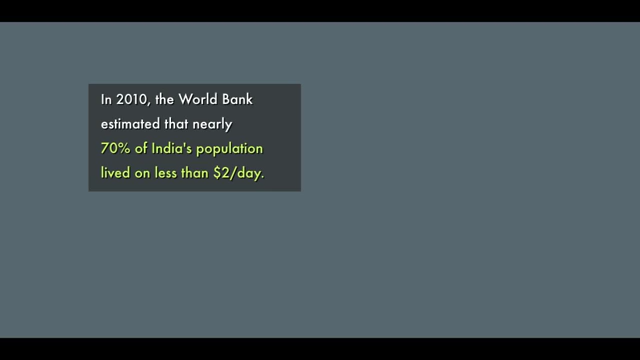 In 2010, the World Bank
estimated that nearly
70% of India's population
lived on less than $2/day.